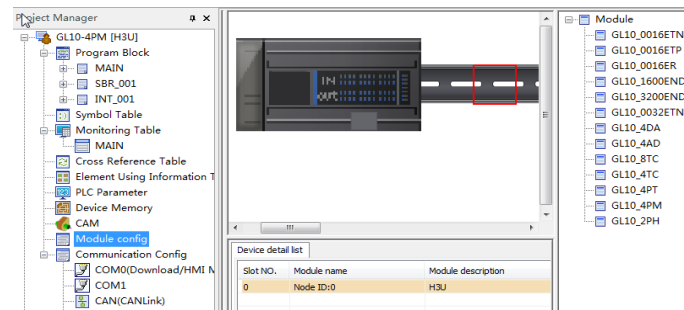 Project Manager
GL10-4PM [H3U]
Program Block
MAIN
SBR_001
INT_001
Symbol Table
Monitoring Table
MAIN
Cross Reference Table
Element Using Information T
PLC Parameter
Device Memory
CAM
Module config
Communication Config
COM0(Download/HMI M
COM1
CAN(CANLink)
IN
out
Device detail list
Slot NO. Module name Module description
0 Node ID:0 H3U
Module
GL10_0016ETN
GL10_0016ETP
GL10_0016ER
GL10_1600END
GL10_3200END
GL10_0032ETN
GL10_4DA
GL10_4AD
GL10_8TC
GL10_4TC
GL10_4PT
GL10_4PM
GL10_2PH